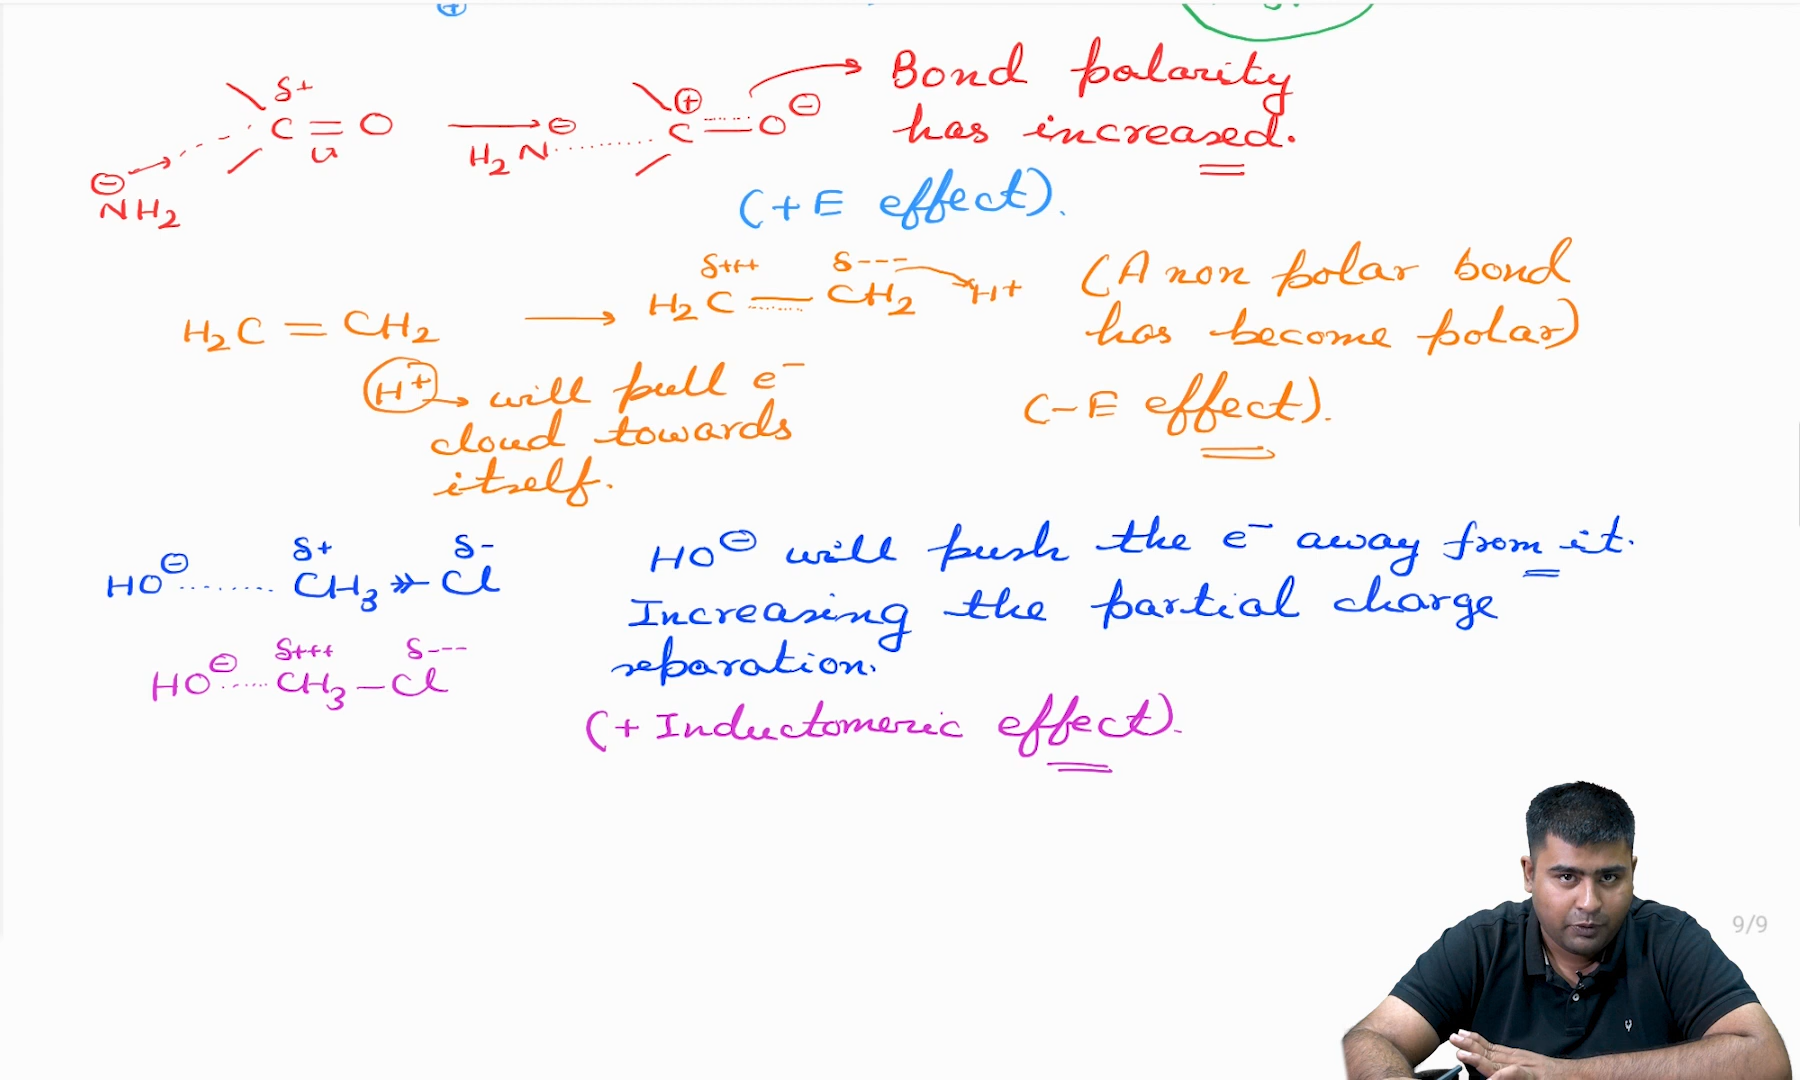 ⊕
δ+
C = O → ⊖ H₂N ........ C⊕ = O⊖ → Bond polarity
⊖NH₂
has increased.
(+E effect).
H₂C = CH₂ → H₂C = CH₂ H+
δ+++ δ---
(A non polar bond
has become polar)
H+ → will pull e⁻
cloud towards
itself.
(-E effect).
HO⊖ ........ CH₃ ->> Cl
δ+ δ-
HO⊖ will push the e⁻ away from it.
Increasing the partial charge
separation.
HO⊖ ...... CH₃ – Cl
δ+++ δ---
(+ Inductomeric effect).
9/9